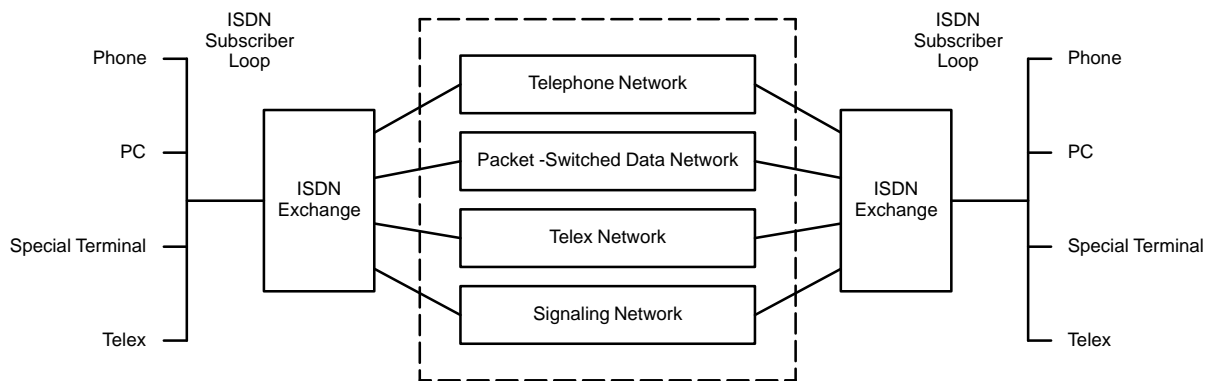 ISDN
Subscriber
Loop
Phone
PC
Special Terminal
Telex
ISDN
Exchange
Telephone Network
Packet -Switched Data Network
Telex Network
Signaling Network
ISDN
Exchange
ISDN
Subscriber
Loop
Phone
PC
Special Terminal
Telex